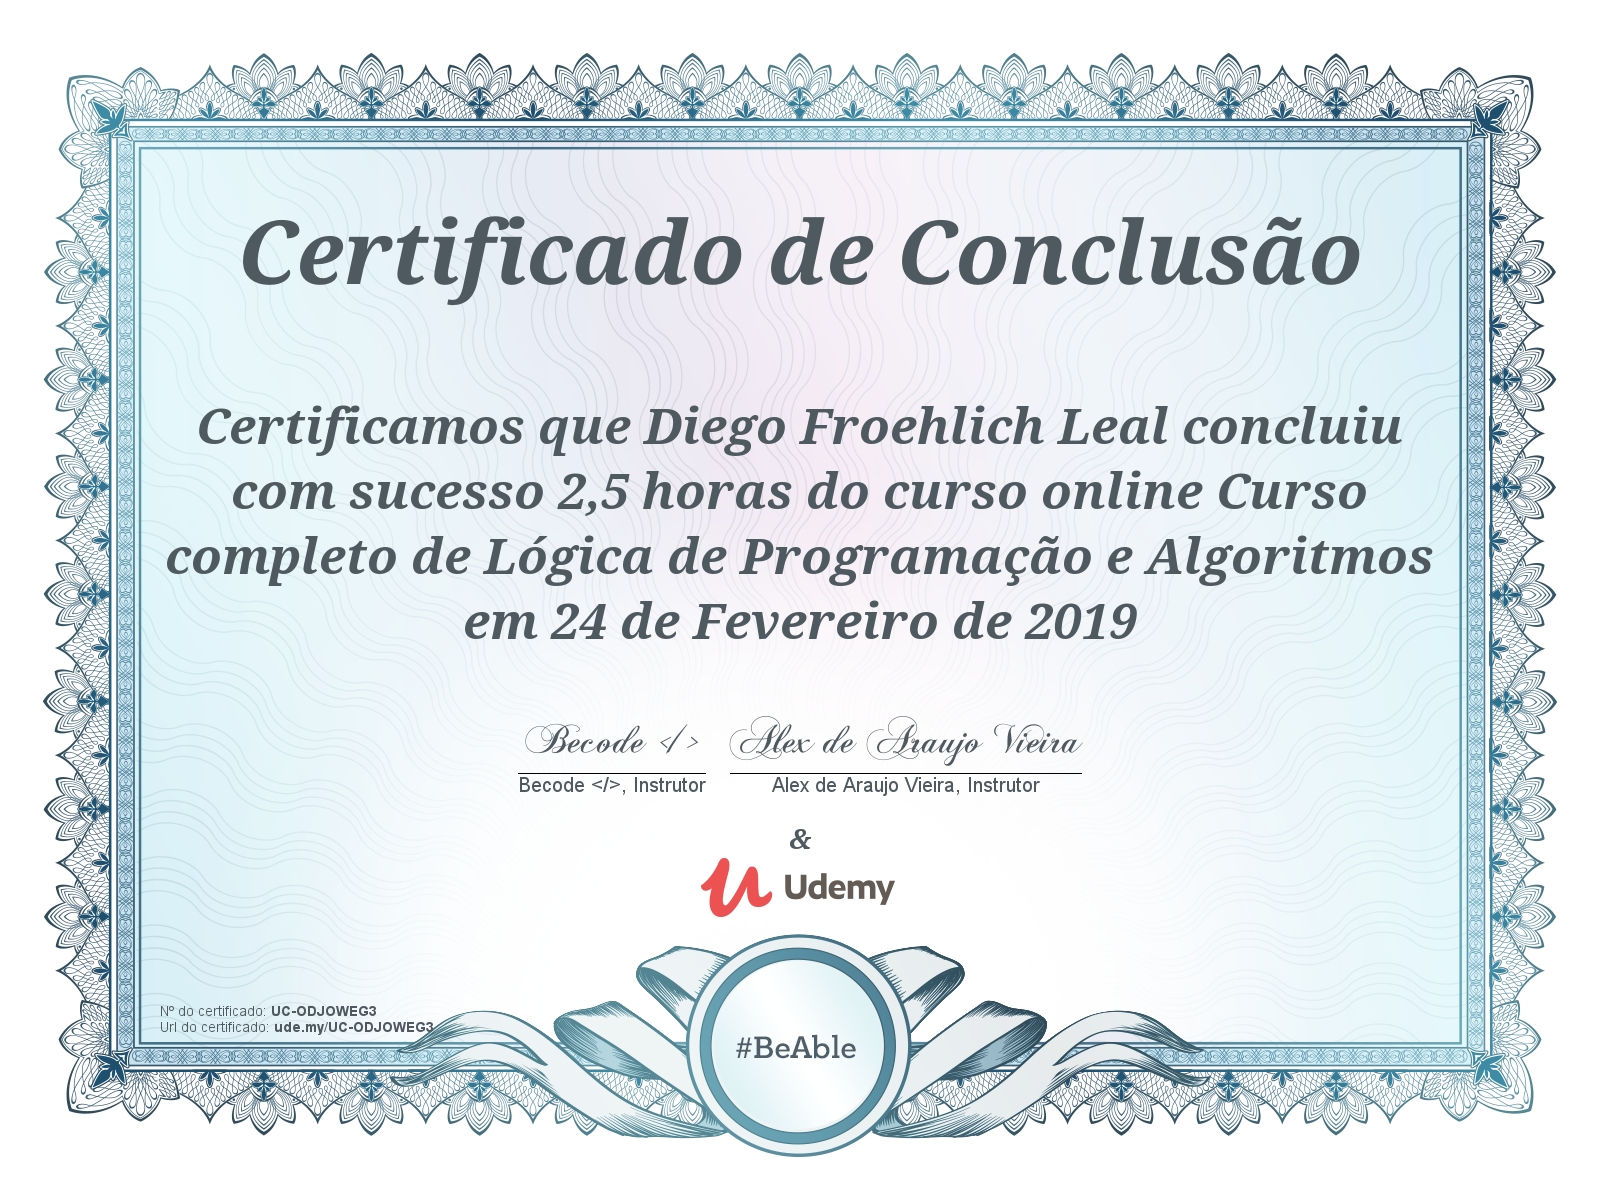 Certificado de Conclusão
Certificamos que Diego Froehlich Leal concluiu
com sucesso 2,5 horas do curso online Curso
completo de Lógica de Programação e Algoritmos
em 24 de Fevereiro de 2019
Becode </> Alex de Araujo Vieira
Becode </>, Instrutor Alex de Araujo Vieira, Instrutor
&
Udemy
Nº do certificado: UC-ODJOWEG3
Url do certificado: ude.my/UC-ODJOWEG3
#BeAble